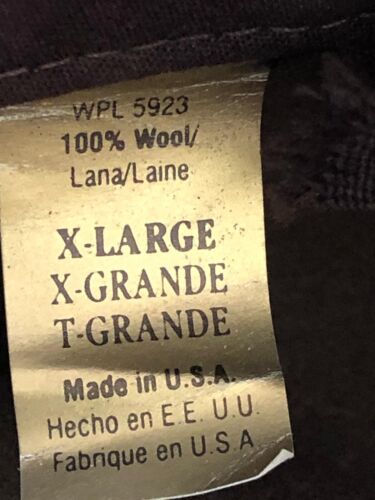 WPL 5923
100% Wool/
Lana/Laine
X-LARGE
X-GRANDE
T-GRANDE
Made in U.S.A.
Hecho en E.E. U.U.
Fabrique en U.S.A